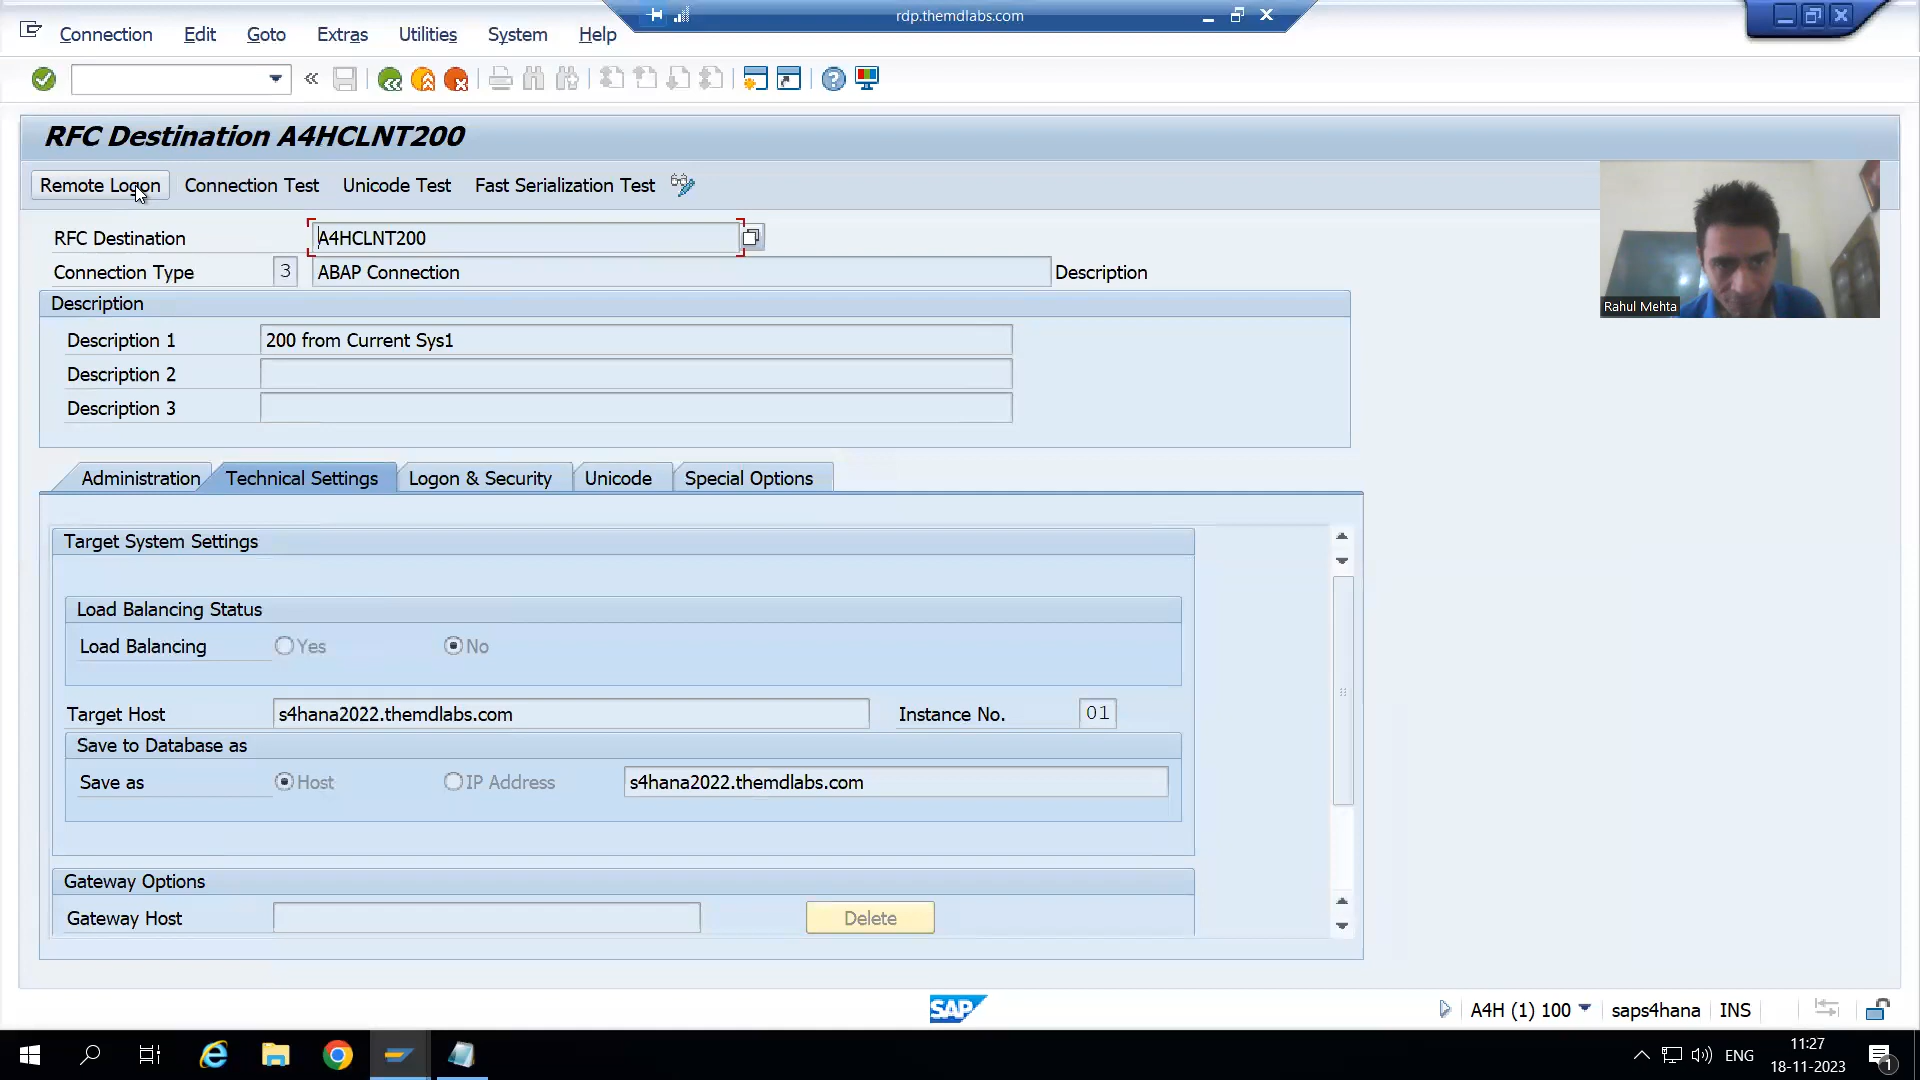 rdp.themdlabs.com
Connection Edit Goto Extras Utilities System Help
RFC Destination A4HCLNT200
Remote Logon Connection Test Unicode Test Fast Serialization Test
RFC Destination A4HCLNT200
Connection Type 3 ABAP Connection Description
Description
Description 1 200 from Current Sys1
Description 2
Description 3
Rahul Mehta
Administration Technical Settings Logon & Security Unicode Special Options
Target System Settings
Load Balancing Status
Load Balancing Yes No
Target Host s4hana2022.themdlabs.com Instance No. 01
Save to Database as
Save as Host IP Address s4hana2022.themdlabs.com
Gateway Options
Gateway Host Delete
SAP A4H (1) 100 saps4hana INS
ENG 11:27
18-11-2023 1